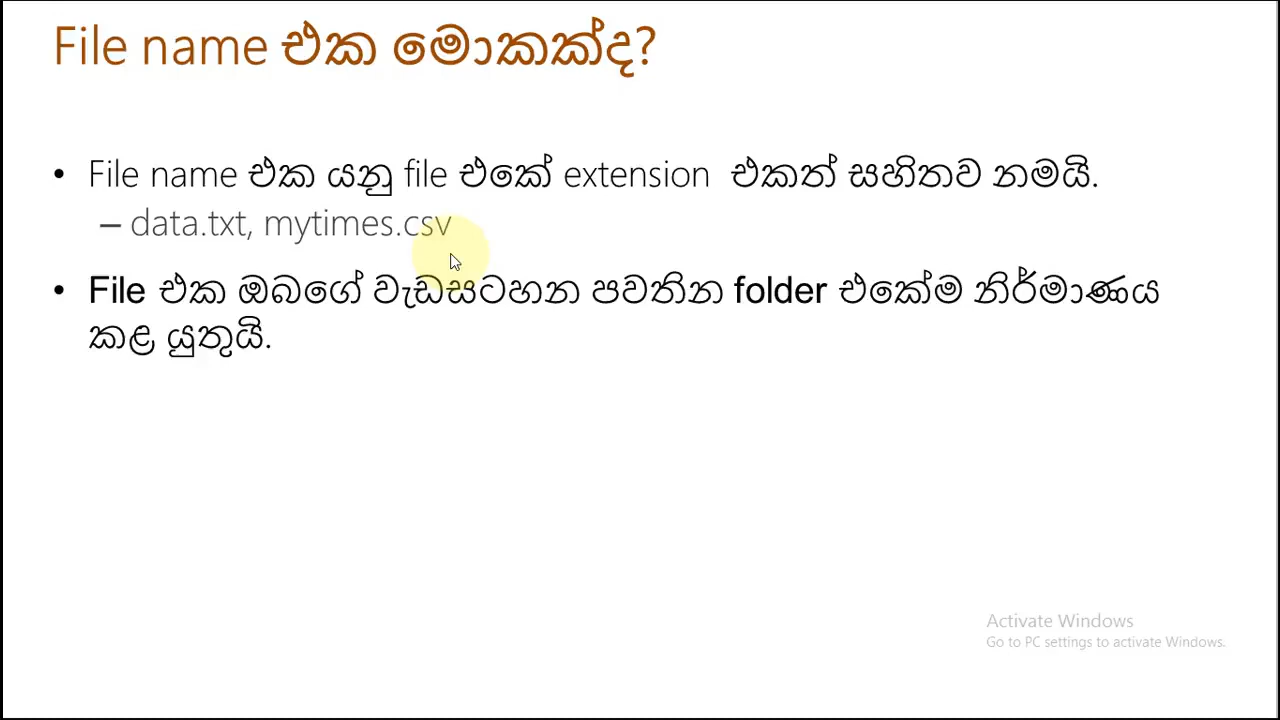 File name එක මොකක්ද?
• File name එක යනු file එකේ extension එකත් සහිතව නමයි.
– data.txt, mytimes.csv
• File එක ඔබගේ වැඩසටහන පවතින folder එකේම නිර්මාණය
කළ යුතුයි.
Activate Windows
Go to PC settings to activate Windows.